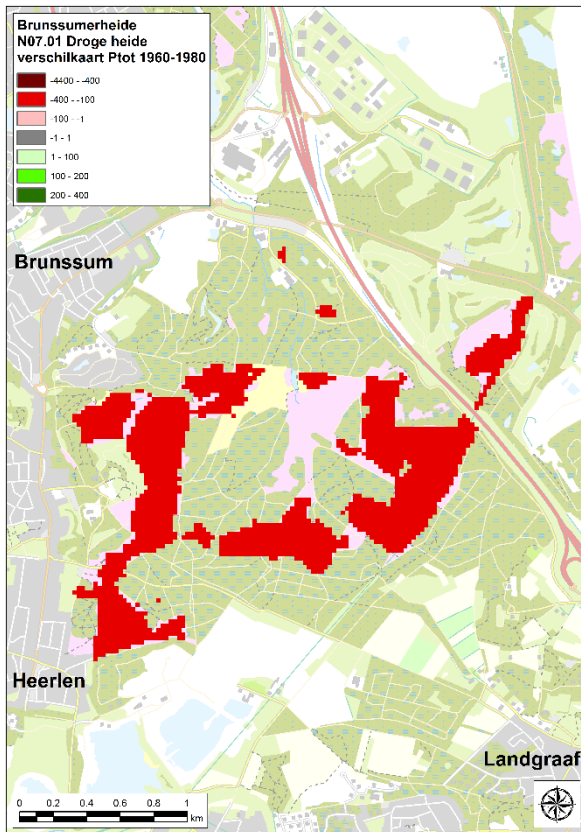 Brunssumerheide
N07.01 Droge heide
verschilkaart Ptot 1960-1980
-4400 - -400
-400 - -100
-100 - -1
-1 - 1
1 - 100
100 - 200
200 - 400
Brunssum
Heerlen
Landgraaf
0 0.2 0.4 0.6 0.8 1
km